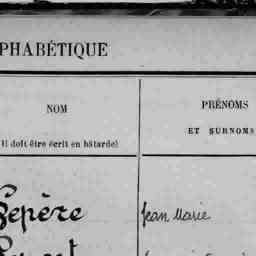 PHABÉTIQUE
NOM
PRÉNOMS
ET SURNOMS
il doit être écrit en bâtarde)
Lepère
Jean Marie